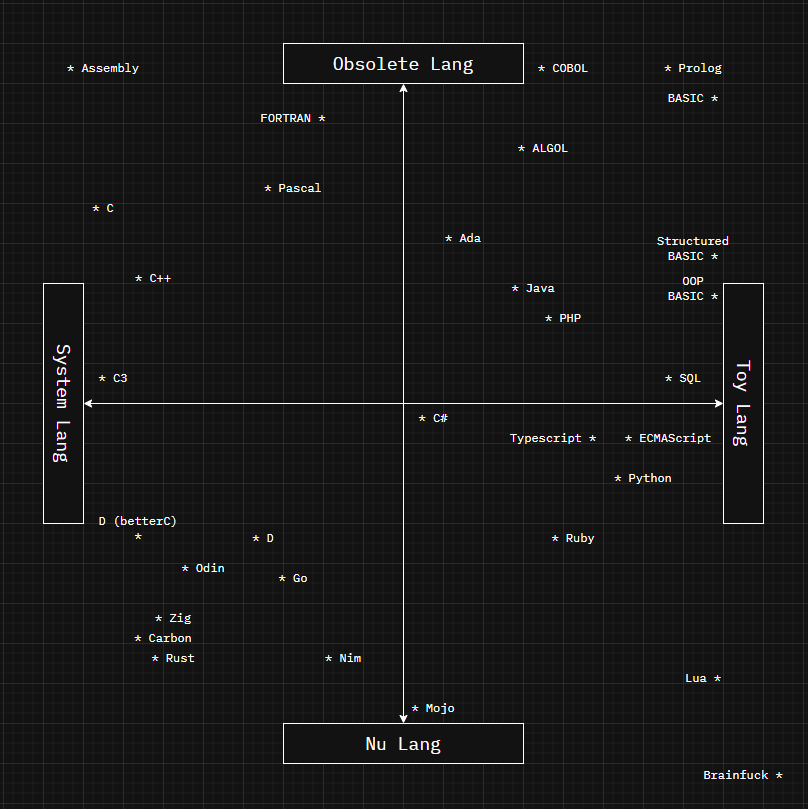 Obsolete Lang
* Assembly
* COBOL
* Prolog
BASIC *
FORTRAN *
* ALGOL
* Pascal
* C
* Ada
Structured
BASIC *
* C++
OOP
BASIC *
* Java
* PHP
System Lang
Toy Lang
* C3
* SQL
* C#
Typescript *
* ECMAScript
* Python
D (betterC)
*
* D
* Ruby
* Odin
* Go
* Zig
* Carbon
* Rust
* Nim
Lua *
* Mojo
Nu Lang
Brainfuck *